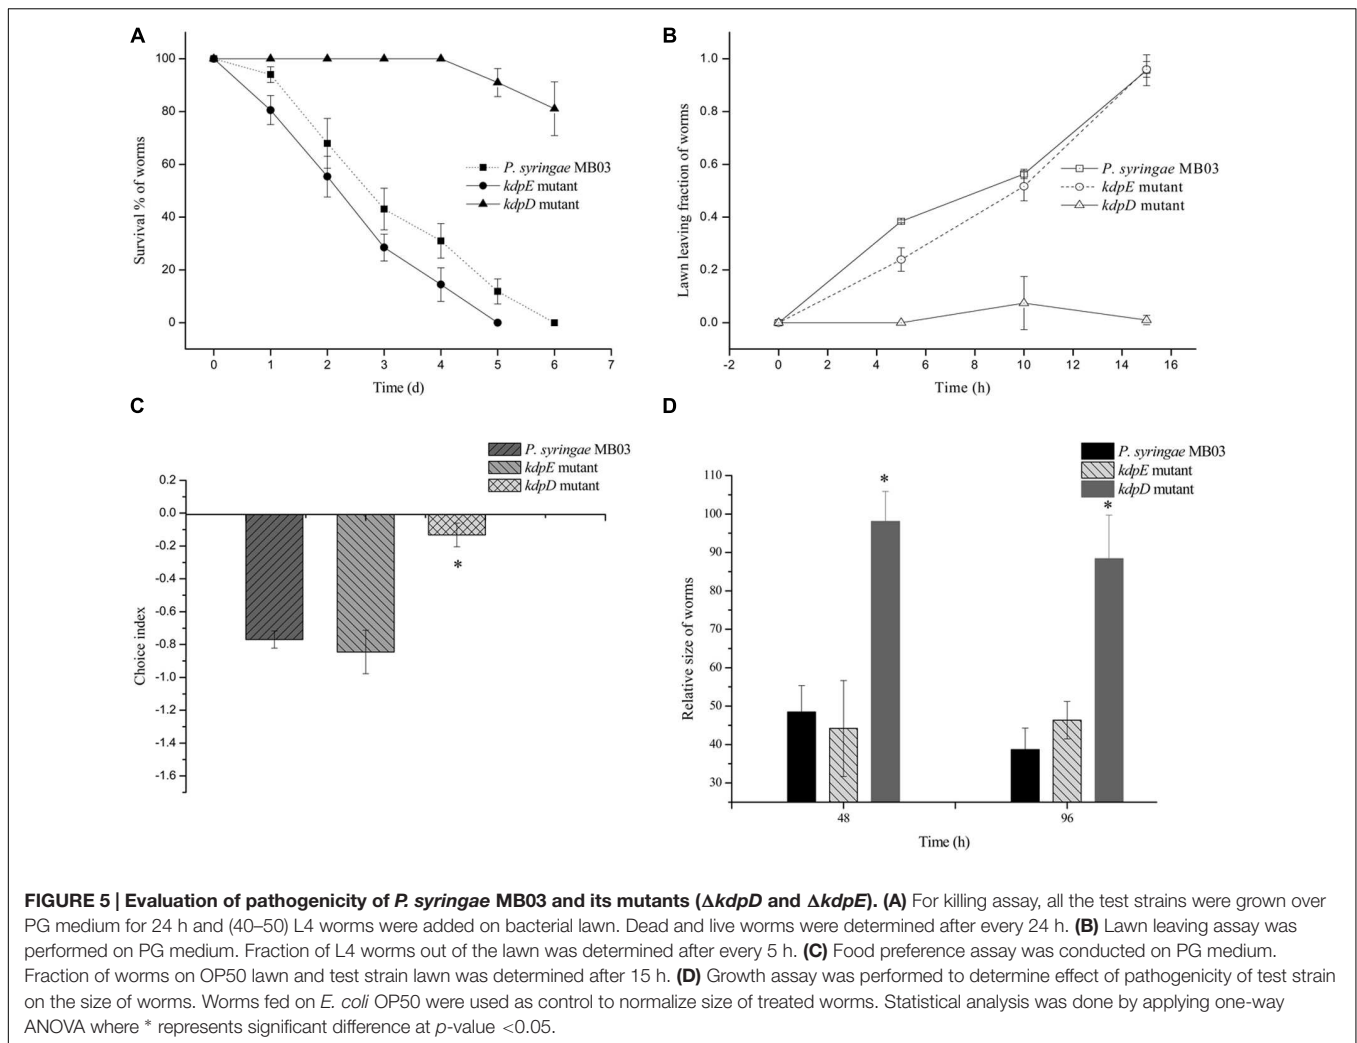 A
100
80
60
40
20
0
Survival % of worms
P. syringae MB03
kdpE mutant
kdpD mutant
0 1 2 3 4 5 6 7
Time (d)
B
1.0
0.8
0.6
0.4
0.2
0.0
Lawn leaving fraction of worms
P. syringae MB03
kdpE mutant
kdpD mutant
-2 0 2 4 6 8 10 12 14 16
Time (h)
C
P. syringae MB03
kdpE mutant
kdpD mutant
0.2
0.0
-0.2
-0.4
-0.6
-0.8
-1.0
-1.2
-1.4
-1.6
Choice index
*
D
P. syringae MB03
kdpE mutant
kdpD mutant
110
100
90
80
70
60
50
40
30
Relative size of worms
* *
48 96
Time (h)
FIGURE 5 | Evaluation of pathogenicity of P. syringae MB03 and its mutants (ΔkdpD and ΔkdpE). (A) For killing assay, all the test strains were grown over
PG medium for 24 h and (40–50) L4 worms were added on bacterial lawn. Dead and live worms were determined after every 24 h. (B) Lawn leaving assay was
performed on PG medium. Fraction of L4 worms out of the lawn was determined after every 5 h. (C) Food preference assay was conducted on PG medium.
Fraction of worms on OP50 lawn and test strain lawn was determined after 15 h. (D) Growth assay was performed to determine effect of pathogenicity of test strain
on the size of worms. Worms fed on E. coli OP50 were used as control to normalize size of treated worms. Statistical analysis was done by applying one-way
ANOVA where * represents significant difference at p-value <0.05.